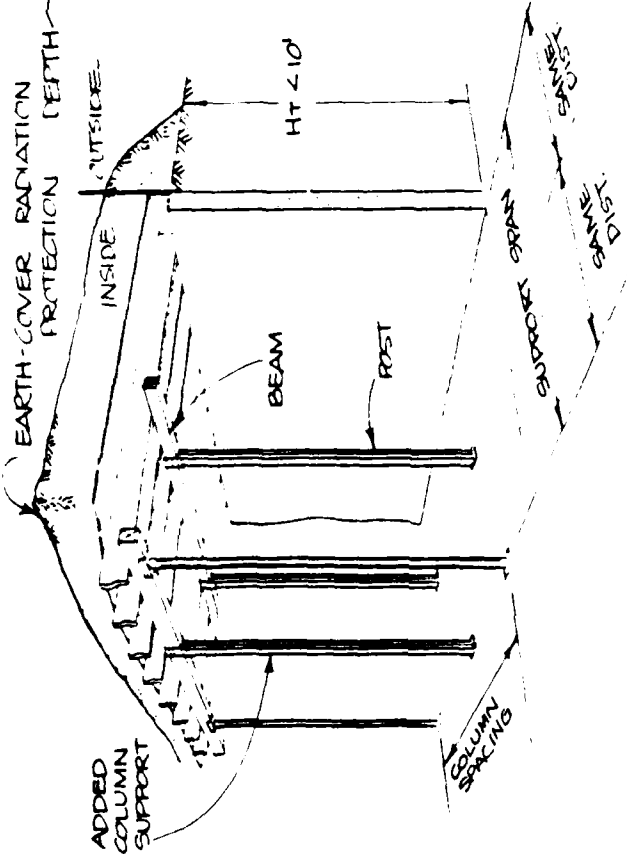 EARTH-COVER RADIATION
PROTECTION DEPTH
OUTSIDE
INSIDE
HT < 10'
BEAM
POST
ADDED
COLUMN
SUPPORT
COLUMN
SPACING
SUPPORT SPAN
SAME
DIST.
SAME
DIST.